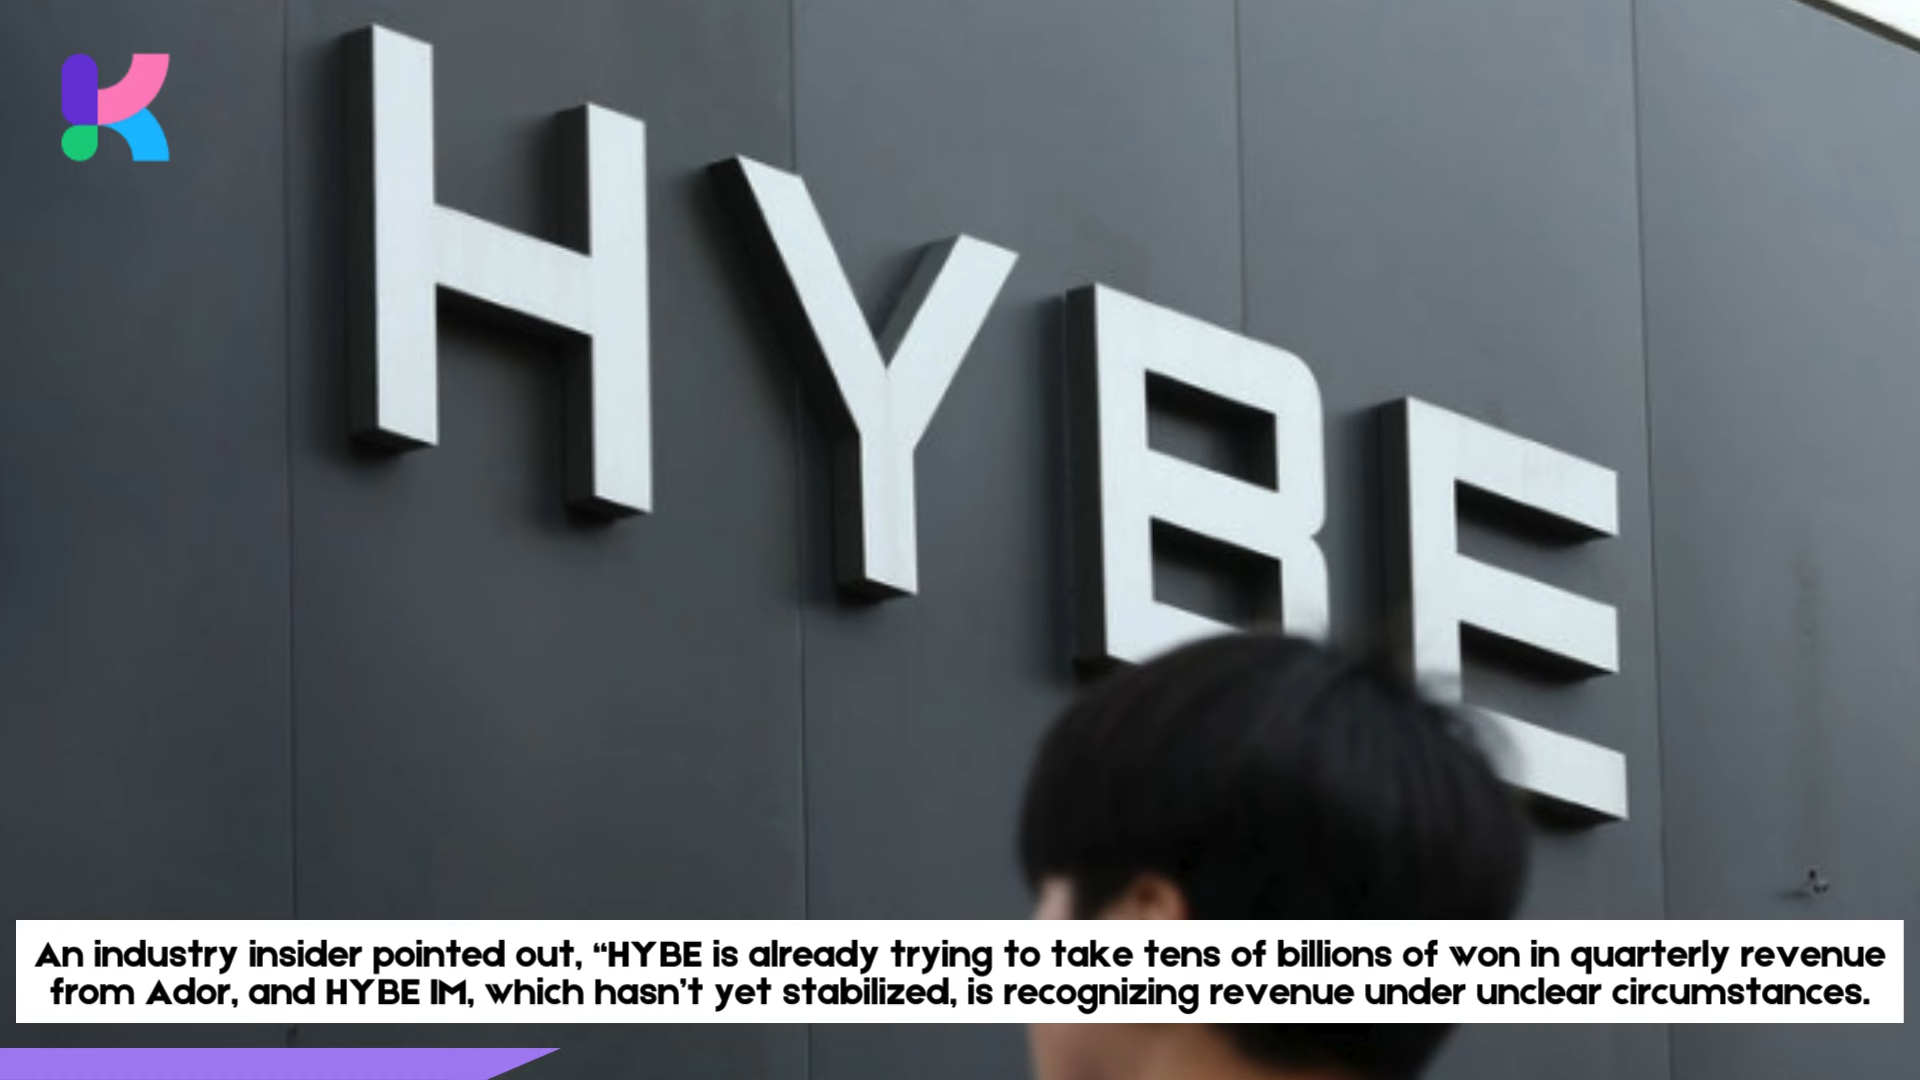 HYBE
An industry insider pointed out, “HYBE is already trying to take tens of billions of won in quarterly revenue
from Ador, and HYBE IM, which hasn't yet stabilized, is recognizing revenue under unclear circumstances.